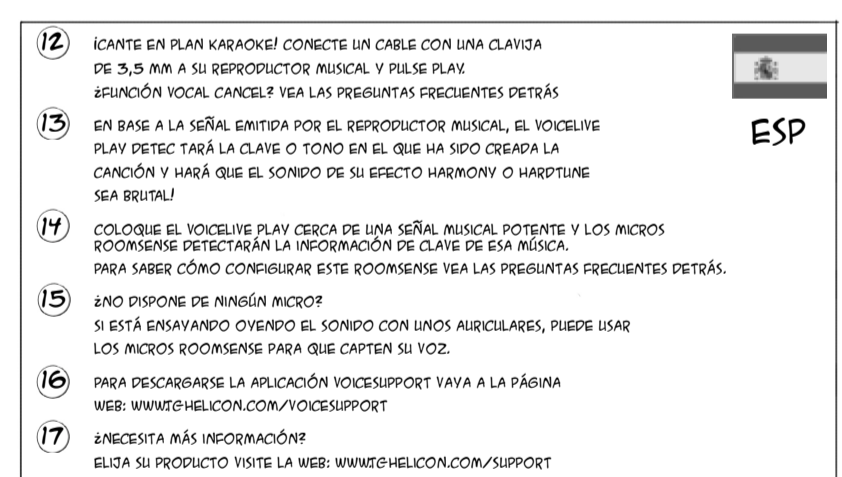 12 ¡CANTE EN PLAN KARAOKE! CONECTE UN CABLE CON UNA CLAVIJA
DE 3,5 MM A SU REPRODUCTOR MUSICAL Y PULSE PLAY.
¿FUNCIÓN VOCAL CANCEL? VEA LAS PREGUNTAS FRECUENTES DETRÁS
ESP
13 EN BASE A LA SEÑAL EMITIDA POR EL REPRODUCTOR MUSICAL, EL VOICELIVE
PLAY DETEC TARÁ LA CLAVE O TONO EN EL QUE HA SIDO CREADA LA
CANCIÓN Y HARÁ QUE EL SONIDO DE SU EFECTO HARMONY O HARDTUNE
SEA BRUTAL!
14 COLOQUE EL VOICELIVE PLAY CERCA DE UNA SEÑAL MUSICAL POTENTE Y LOS MICROS
ROOMSENSE DETECTARÁN LA INFORMACIÓN DE CLAVE DE ESA MÚSICA.
PARA SABER CÓMO CONFIGURAR ESTE ROOMSENSE VEA LAS PREGUNTAS FRECUENTES DETRÁS.
15 ¿NO DISPONE DE NINGÚN MICRO?
SI ESTÁ ENSAYANDO OYENDO EL SONIDO CON UNOS AURICULARES, PUEDE USAR
LOS MICROS ROOMSENSE PARA QUE CAPTEN SU VOZ.
16 PARA DESCARGARSE LA APLICACIÓN VOICESUPPORT VAYA A LA PÁGINA
WEB: WWW.TC-HELICON.COM/VOICESUPPORT
17 ¿NECESITA MÁS INFORMACIÓN?
ELIJA SU PRODUCTO VISITE LA WEB: WWW.TC-HELICON.COM/SUPPORT